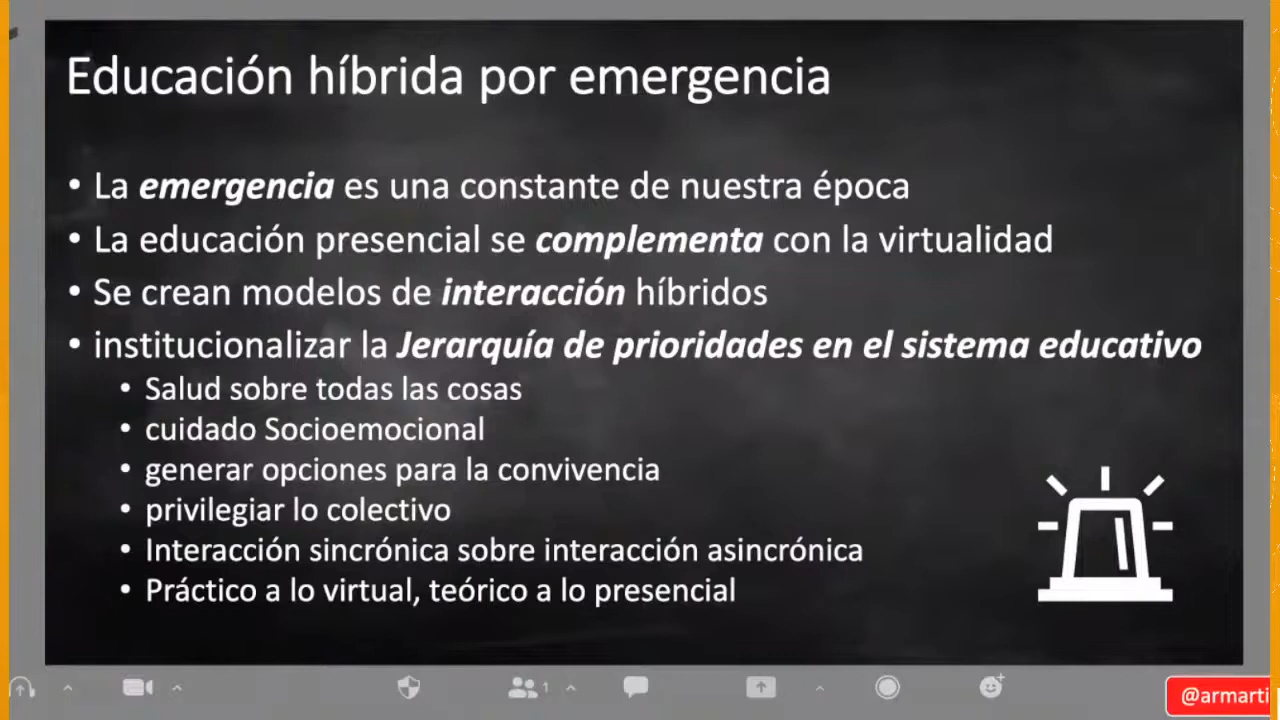 Educación híbrida por emergencia
• La emergencia es una constante de nuestra época
• La educación presencial se complementa con la virtualidad
• Se crean modelos de interacción híbridos
• institucionalizar la Jerarquía de prioridades en el sistema educativo
• Salud sobre todas las cosas
• cuidado Socioemocional
• generar opciones para la convivencia
• privilegiar lo colectivo
• Interacción sincrónica sobre interacción asincrónica
• Práctico a lo virtual, teórico a lo presencial
1
@armarti